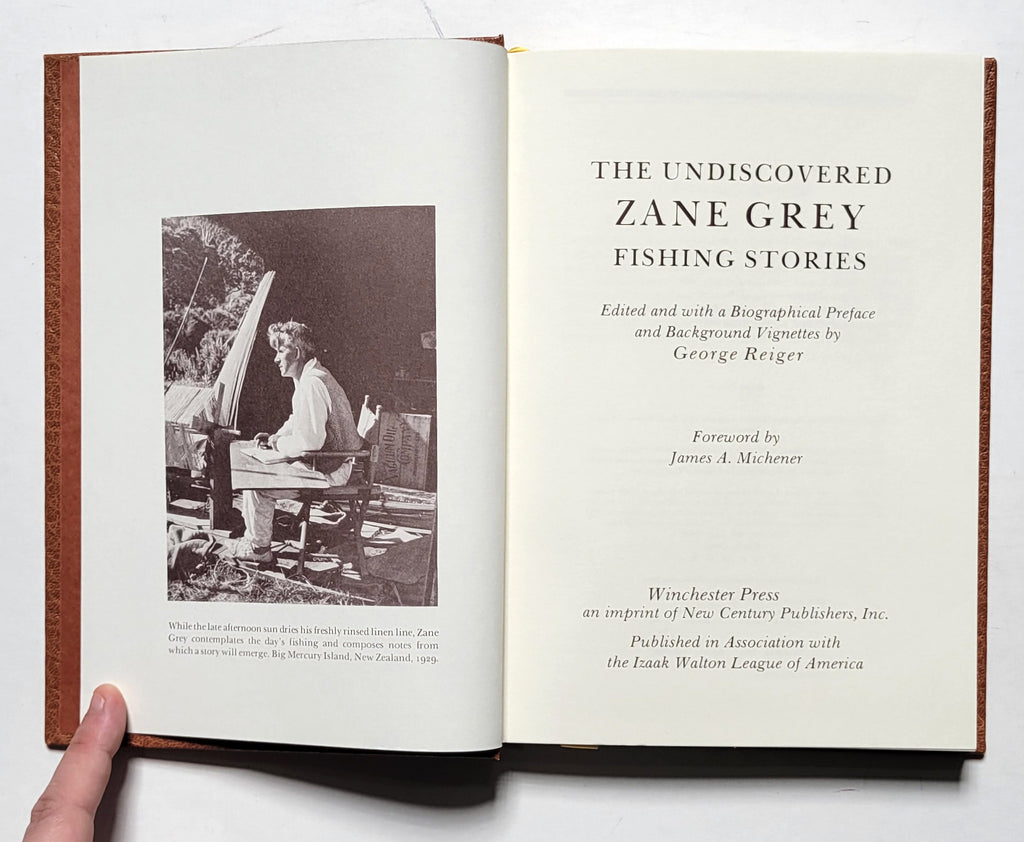 While the late afternoon sun dries his freshly rinsed linen line, Zane
Grey contemplates the day's fishing and composes notes from
which a story will emerge. Big Mercury Island, New Zealand, 1929.
THE UNDISCOVERED
ZANE GREY
FISHING STORIES
Edited and with a Biographical Preface
and Background Vignettes by
George Reiger
Foreword by
James A. Michener
Winchester Press
an imprint of New Century Publishers, Inc.
Published in Association with
the Izaak Walton League of America